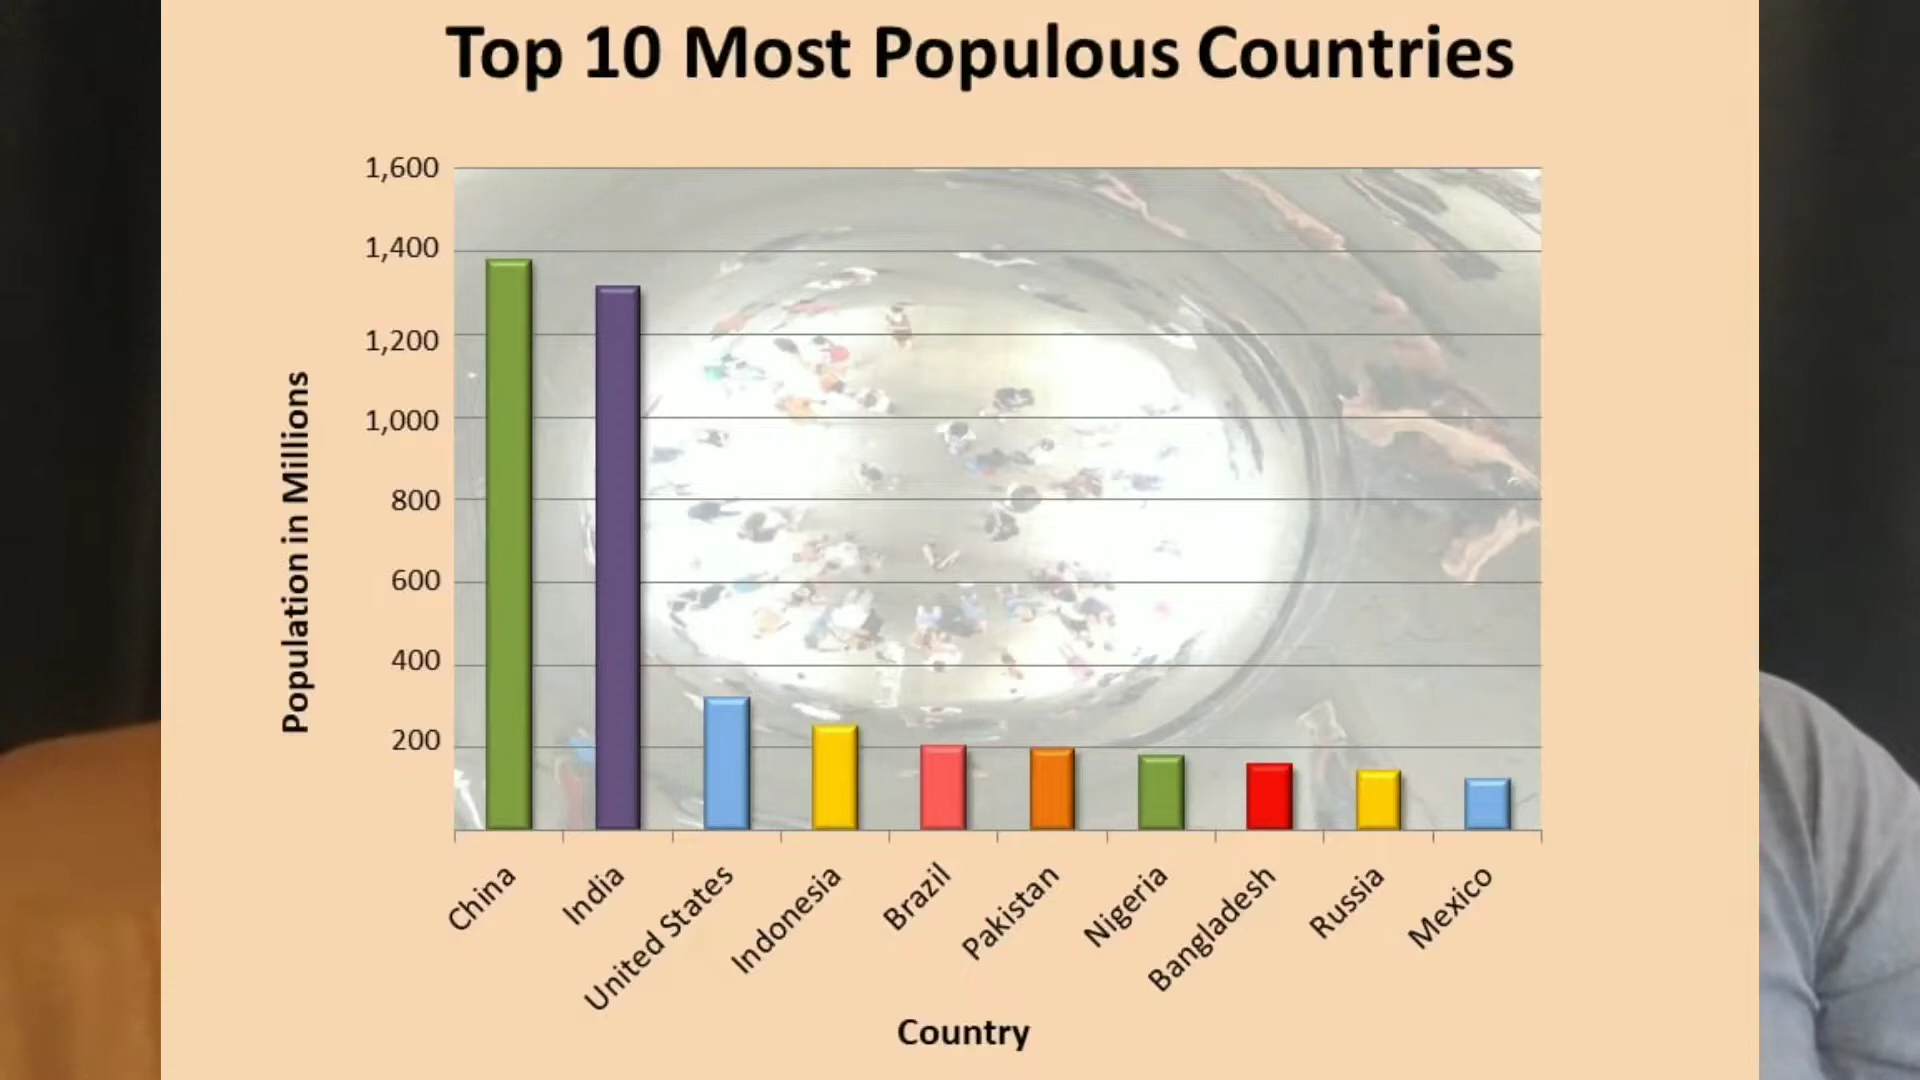 Top 10 Most Populous Countries
1,600
1,400
1,200
1,000
800
600
400
200
Population in Millions
China
India
United States
Indonesia
Brazil
Pakistan
Nigeria
Bangladesh
Russia
Mexico
Country